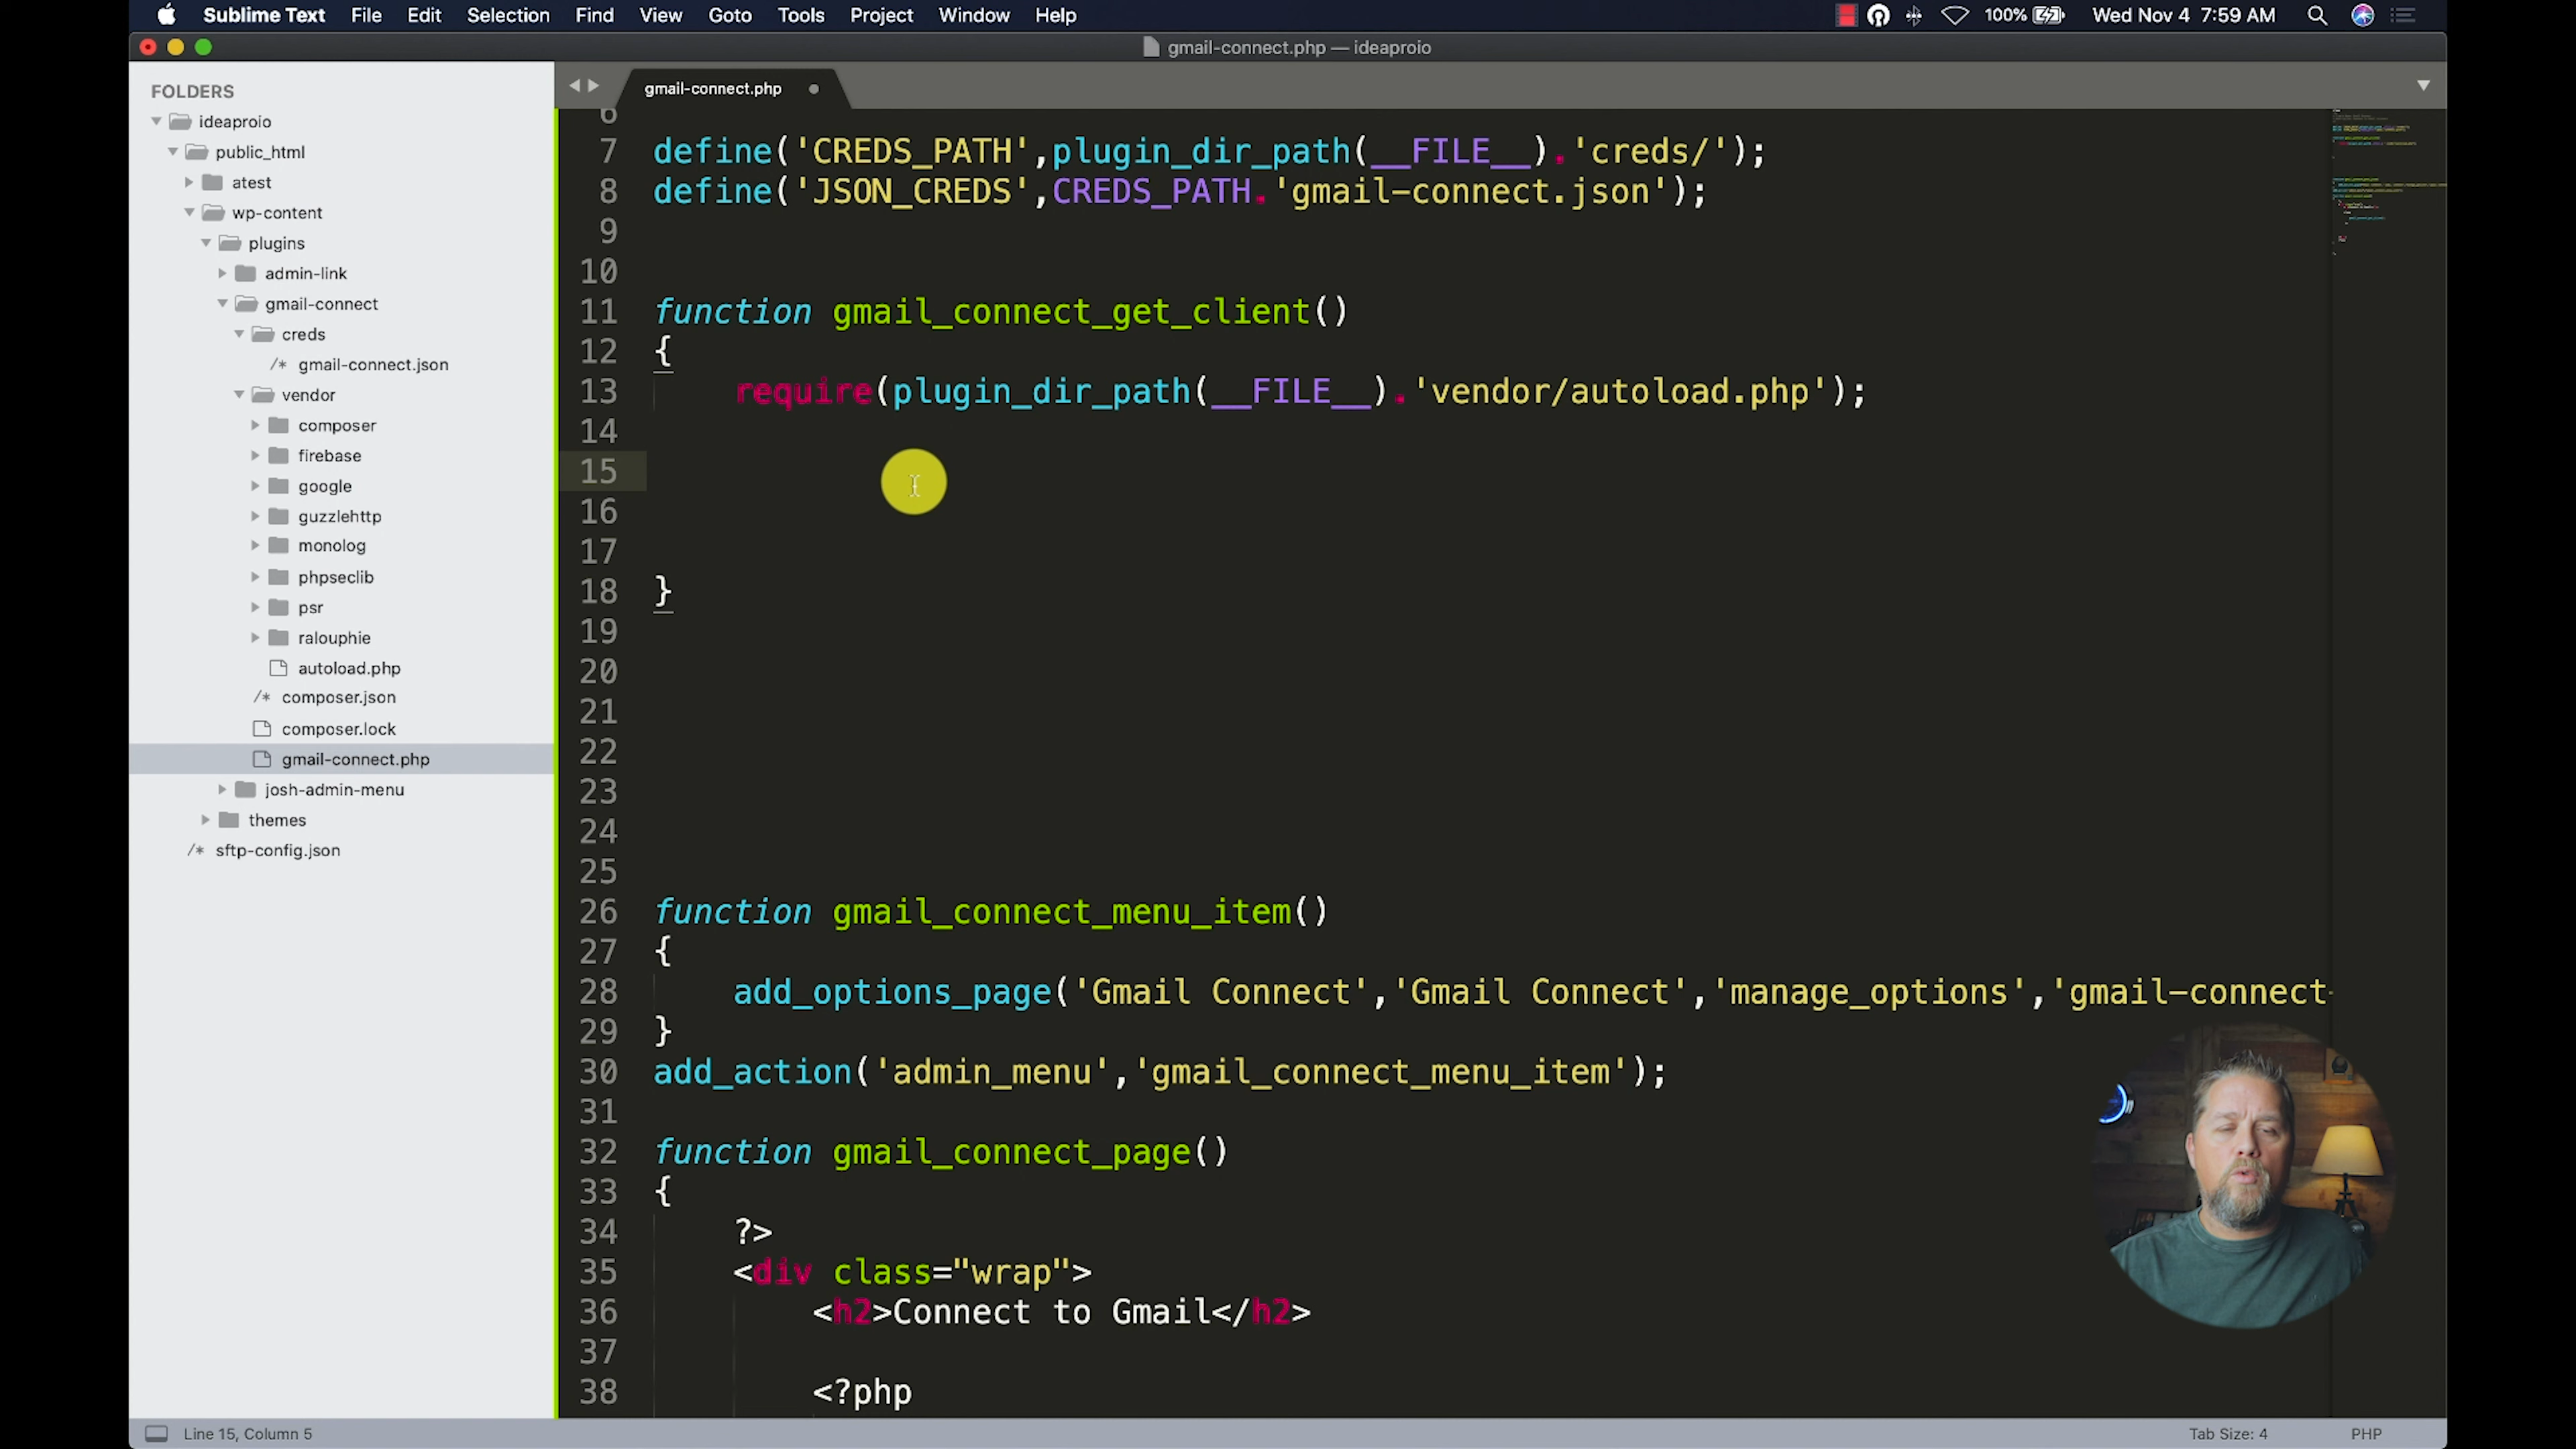 Sublime Text File Edit Selection Find View Goto Tools Project Window Help 100% Wed Nov 4 7:59 AM
gmail-connect.php — ideaproio
FOLDERS
ideaproio
public_html
atest
wp-content
plugins
admin-link
gmail-connect
creds
/* gmail-connect.json
vendor
composer
firebase
google
guzzlehttp
monolog
phpseclib
psr
ralouphie
autoload.php
/* composer.json
composer.lock
gmail-connect.php
josh-admin-menu
themes
/* sftp-config.json
gmail-connect.php
6
7 define('CREDS_PATH',plugin_dir_path(__FILE__).'creds/');
8 define('JSON_CREDS',CREDS_PATH.'gmail-connect.json');
9
10
11 function gmail_connect_get_client()
12 {
13 require(plugin_dir_path(__FILE__).'vendor/autoload.php');
14
15
16
17
18 }
19
20
21
22
23
24
25
26 function gmail_connect_menu_item()
27 {
28 add_options_page('Gmail Connect','Gmail Connect','manage_options','gmail-connect-
29 }
30 add_action('admin_menu','gmail_connect_menu_item');
31
32 function gmail_connect_page()
33 {
34 ?>
35 <div class="wrap">
36 <h2>Connect to Gmail</h2>
37
38 <?php
Line 15, Column 5 Tab Size: 4 PHP